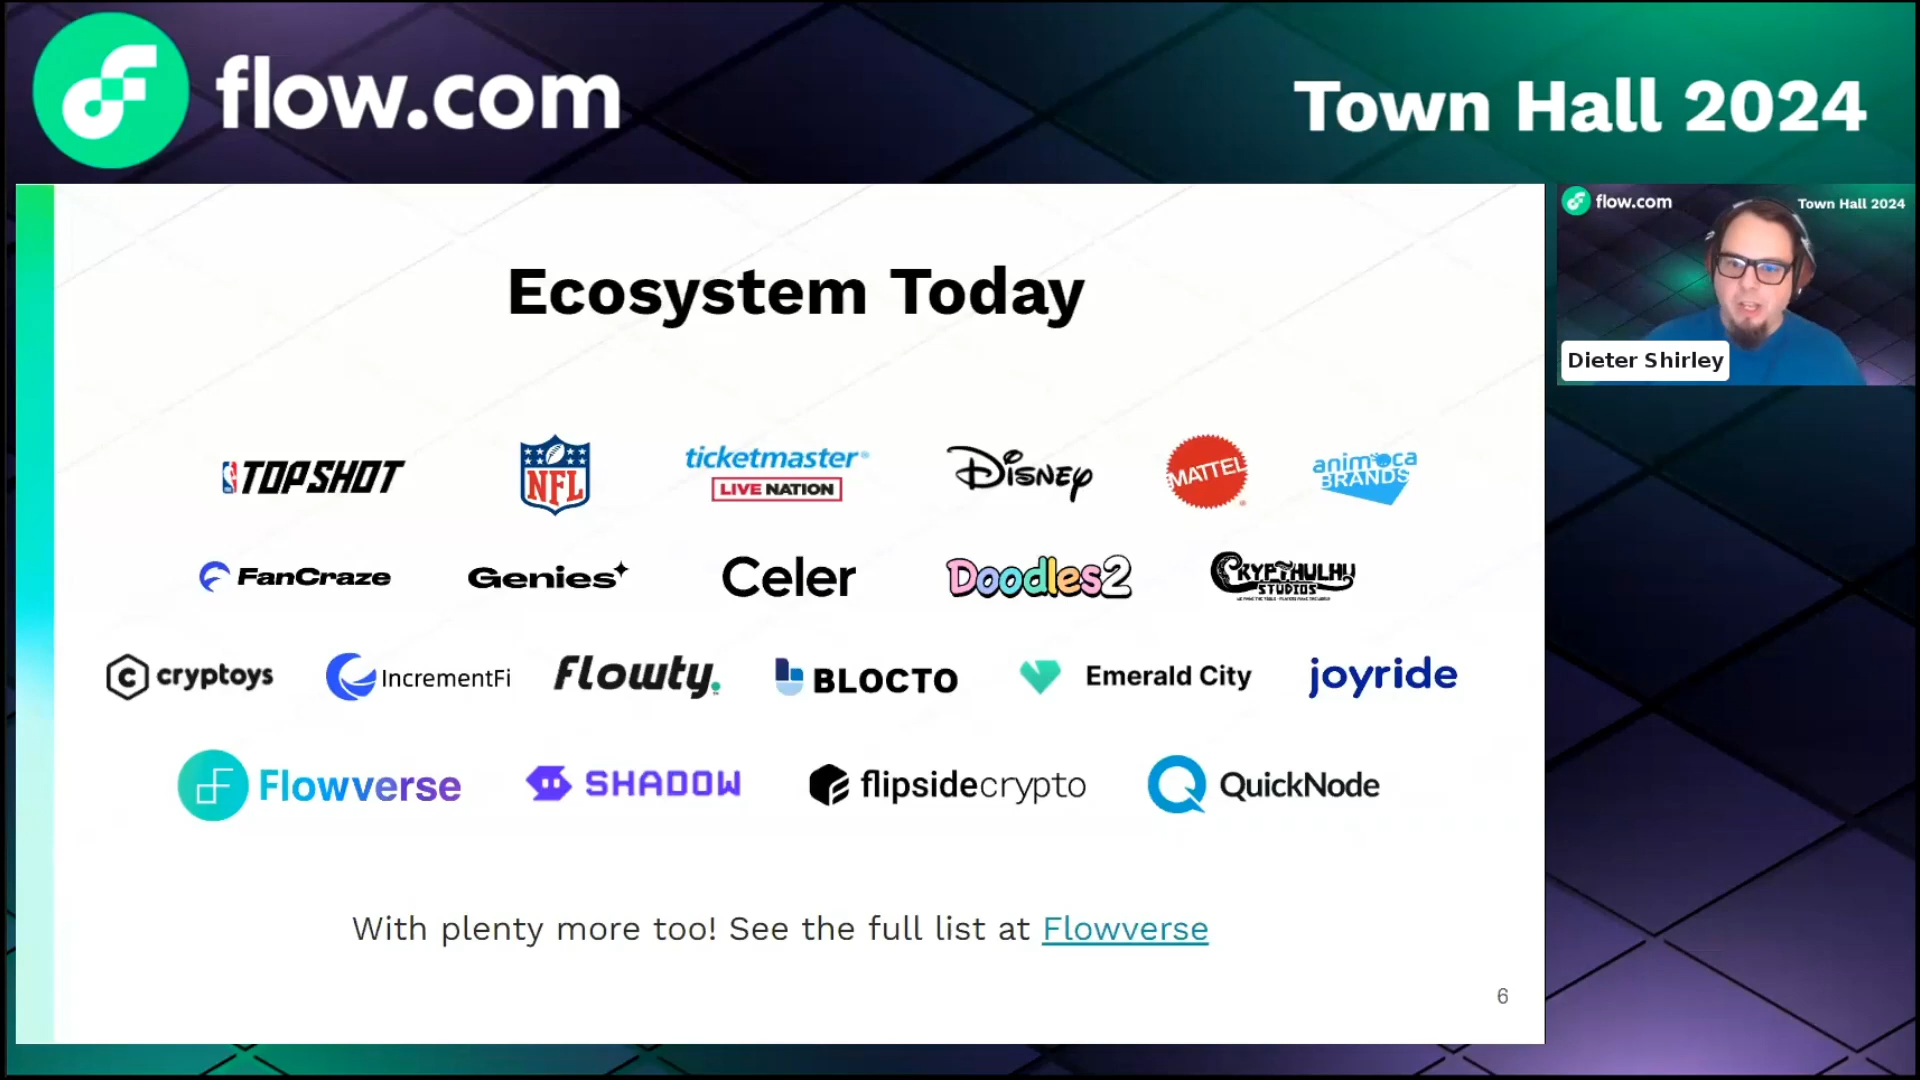 flow.com
Town Hall 2024
flow.com
Town Hall 2024
Dieter Shirley
Ecosystem Today
TOPSHOT
NFL
ticketmaster®
LIVE NATION
Disney
MATTEL
animoca
BRANDS
FanCraze
Genies
Celer
Doodles2
KRYPTHULHU
STUDIOS
cryptoys
IncrementFi
Flowty.
BLOCTO
Emerald City
joyride
Flowverse
SHADOW
flipsidecrypto
QuickNode
With plenty more too! See the full list at Flowverse
6